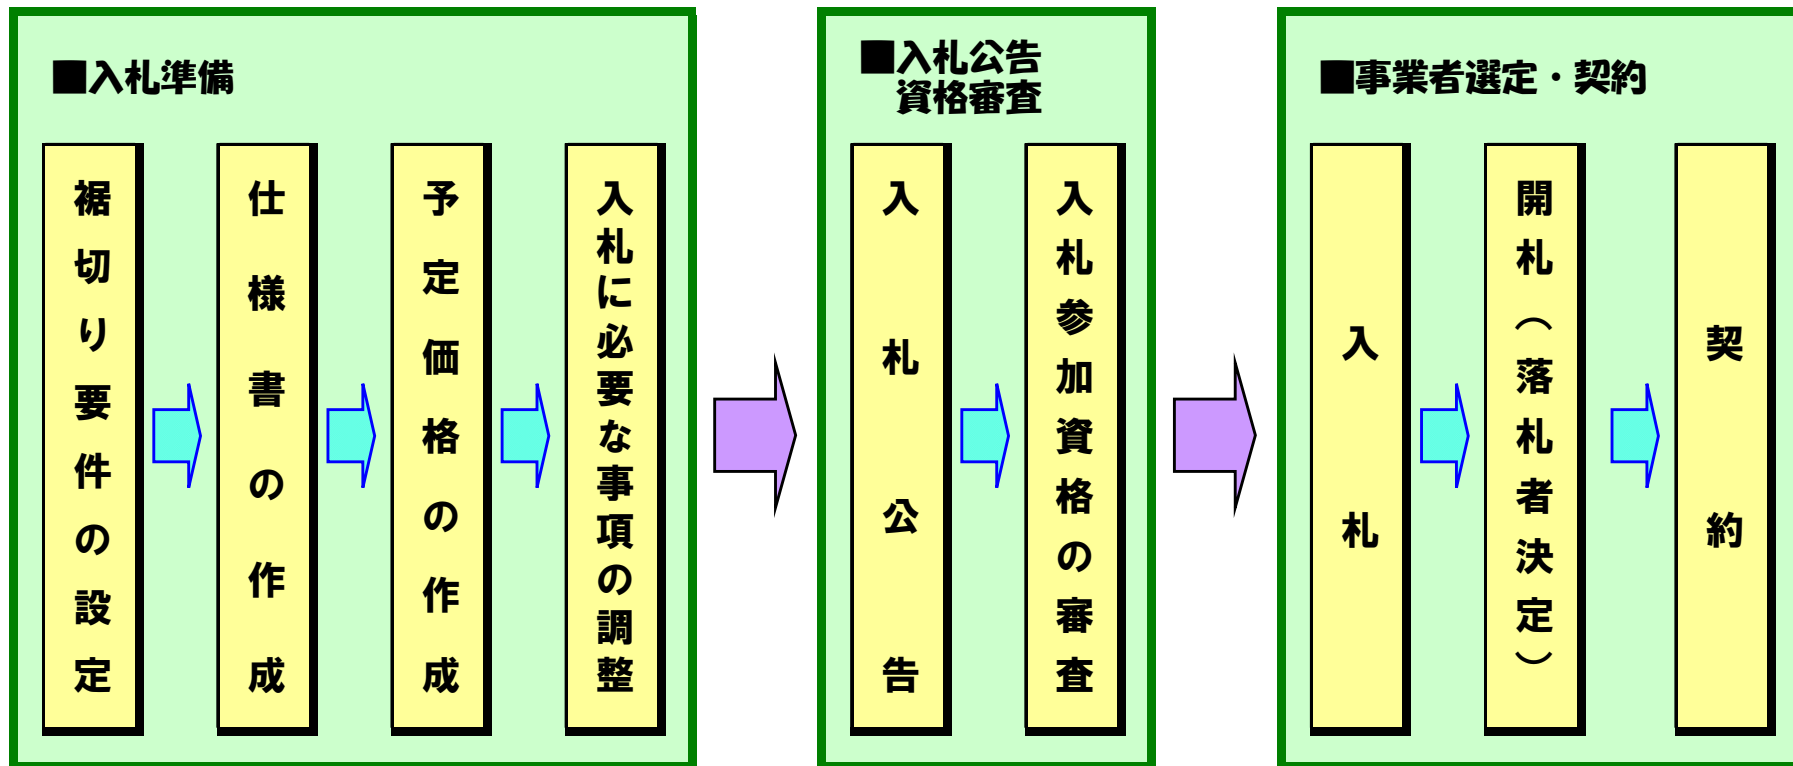 ■入札準備
裾切り要件の設定
仕様書の作成
予定価格の作成
入札に必要な事項の調整
■入札公告
資格審査
入札公告
入札参加資格の審査
■事業者選定・契約
入札
開札（落札者決定）
契約